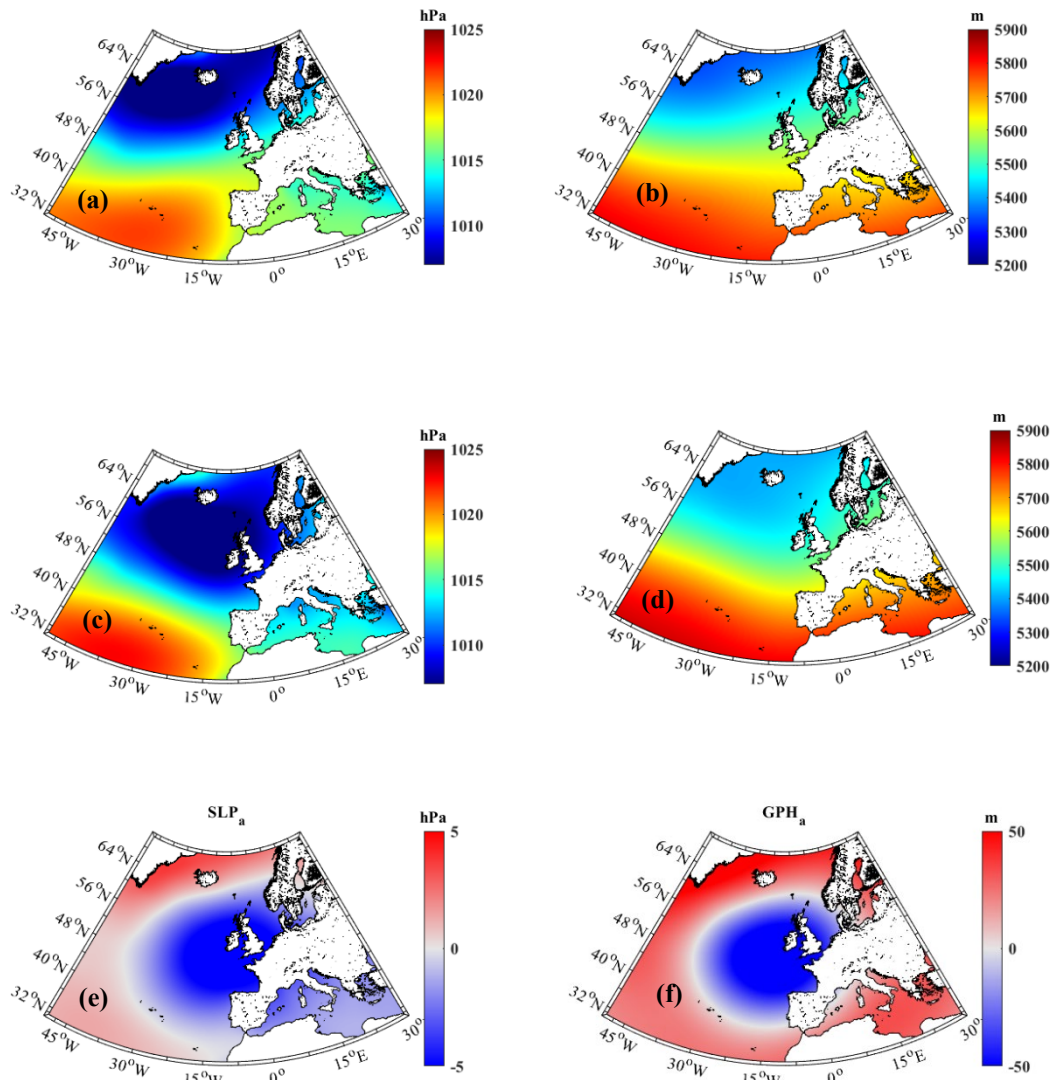 hPa
1025
1020
1015
1010
64°N
56°N
48°N
40°N
32°N
45°W
30°W
15°W
0°
15°E
30°
(a)
m
5900
5800
5700
5600
5500
5400
5300
5200
64°N
56°N
48°N
40°N
32°N
45°W
30°W
15°W
0°
15°E
30°
(b)
hPa
1025
1020
1015
1010
64°N
56°N
48°N
40°N
32°N
45°W
30°W
15°W
0°
15°E
30°
(c)
m
5900
5800
5700
5600
5500
5400
5300
5200
64°N
56°N
48°N
40°N
32°N
45°W
30°W
15°W
0°
15°E
30°
(d)
SLPₐ
hPa
5
0
-5
64°N
56°N
48°N
40°N
32°N
45°W
30°W
15°W
0°
15°E
30°
(e)
GPHₐ
m
50
0
-50
64°N
56°N
48°N
40°N
32°N
45°W
30°W
15°W
0°
15°E
30°
(f)